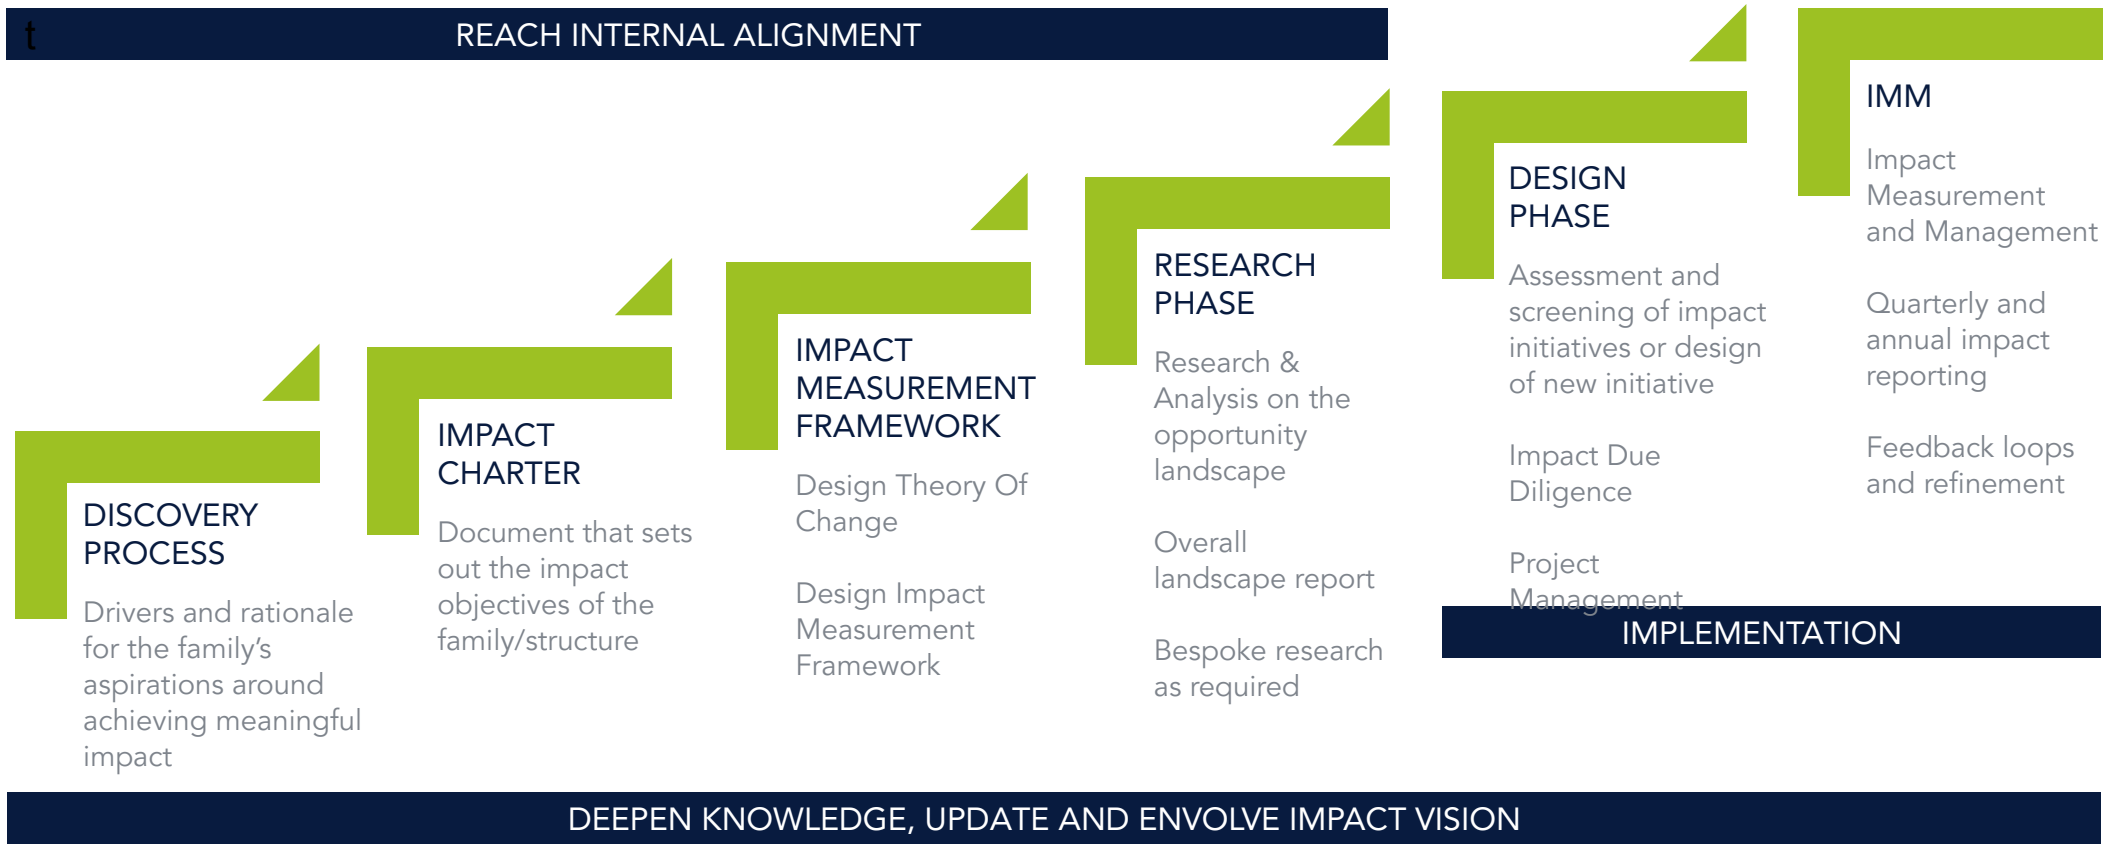 t
REACH INTERNAL ALIGNMENT
DISCOVERY
PROCESS
Drivers and rationale
for the family’s
aspirations around
achieving meaningful
impact
IMPACT
CHARTER
Document that sets
out the impact
objectives of the
family/structure
IMPACT
MEASUREMENT
FRAMEWORK
Design Theory Of
Change
Design Impact
Measurement
Framework
RESEARCH
PHASE
Research &
Analysis on the
opportunity
landscape
Overall
landscape report
Bespoke research
as required
DESIGN
PHASE
Assessment and
screening of impact
initiatives or design
of new initiative
Impact Due
Diligence
Project
Management
IMM
Impact
Measurement
and Management
Quarterly and
annual impact
reporting
Feedback loops
and refinement
IMPLEMENTATION
DEEPEN KNOWLEDGE, UPDATE AND ENVOLVE IMPACT VISION